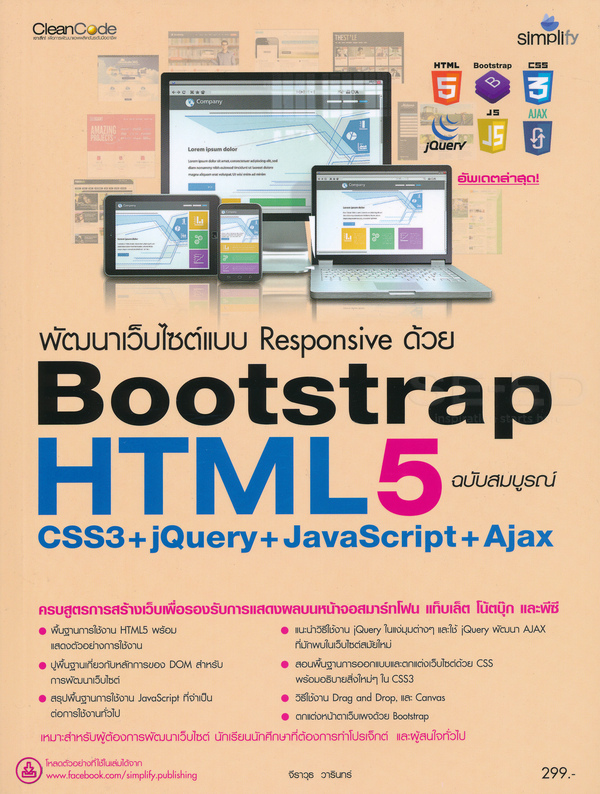 CleanCode
simplify
HTML Bootstrap CSS
5 B 3
jQuery JS AJAX
อัพเดตล่าสุด!
Company
Lorem ipsum dolor
พัฒนาเว็บไซต์แบบ Responsive ด้วย
Bootstrap
HTML5 ฉบับสมบูรณ์
CSS3+jQuery+JavaScript+Ajax
ครบสูตรการสร้างเว็บเพื่อรองรับการแสดงผลบนหน้าจอสมาร์ทโฟน แท็บเล็ต โน้ตบุ๊ก และพีซี
• พื้นฐานการใช้งาน HTML5 พร้อม
แสดงตัวอย่างการใช้งาน
• ปูพื้นฐานเกี่ยวกับหลักการของ DOM สำหรับ
การพัฒนาเว็บไซต์
• สรุปพื้นฐานการใช้งาน JavaScript ที่จำเป็น
ต่อการใช้งานทั่วไป
• แนะนำวิธีใช้งาน jQuery ในแง่มุมต่างๆ และใช้ jQuery พัฒนา AJAX
ที่มักพบในเว็บไซต์สมัยใหม่
• สอนพื้นฐานการออกแบบและตกแต่งเว็บไซต์ด้วย CSS
พร้อมอธิบายสิ่งใหม่ๆ ใน CSS3
• วิธีใช้งาน Drag and Drop, และ Canvas
• ตกแต่งหน้าตาเว็บเพจด้วย Bootstrap
เหมาะสำหรับผู้ต้องการพัฒนาเว็บไซต์ นักเรียนนักศึกษาที่ต้องการทำโปรเจ็กต์ และผู้สนใจทั่วไป
โหลดตัวอย่างที่ใช้ในเล่มได้จาก
www.facebook.com/simplify.publishing
จีราวุธ วารินทร์
299.-